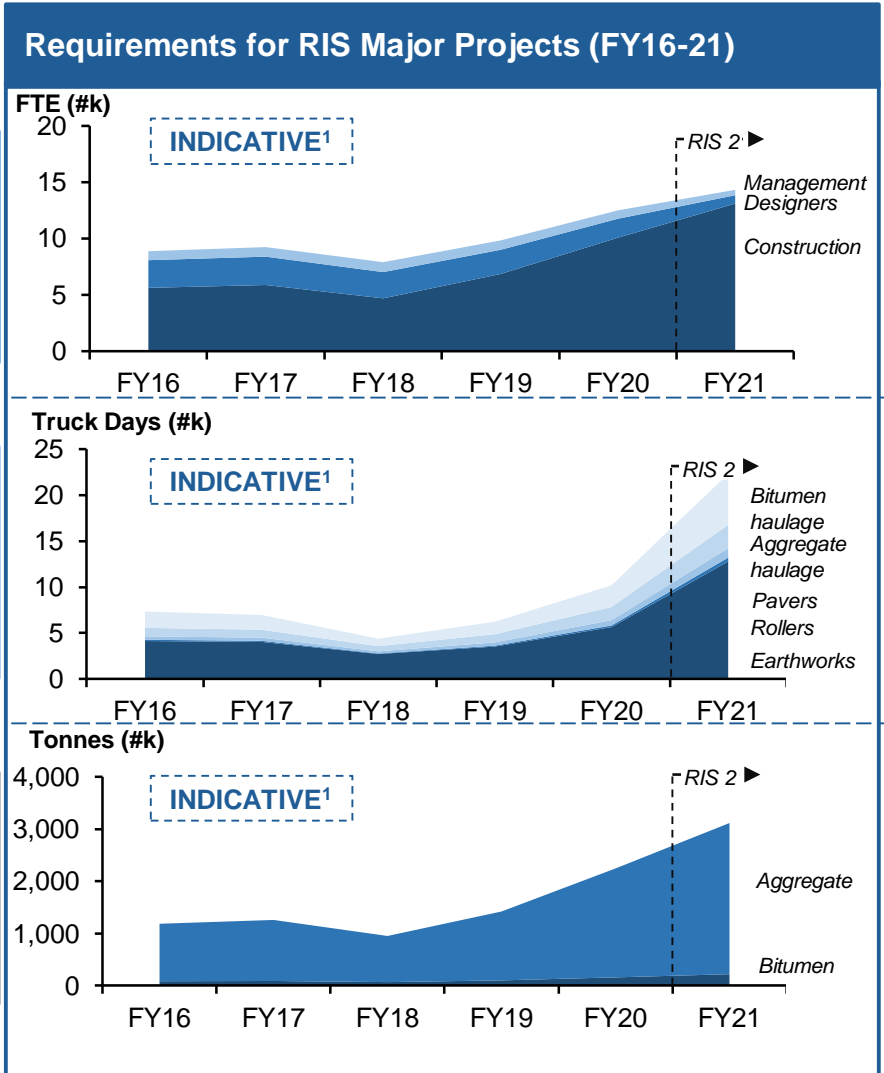 Requirements for RIS Major Projects (FY16-21)
FTE (#k)
20
15
10
5
0
INDICATIVE¹
RIS 2
Management
Designers
Construction
FY16 FY17 FY18 FY19 FY20 FY21
Truck Days (#k)
25
20
15
10
5
0
INDICATIVE¹
RIS 2
Bitumen
haulage
Aggregate
haulage
Pavers
Rollers
Earthworks
FY16 FY17 FY18 FY19 FY20 FY21
Tonnes (#k)
4,000
3,000
2,000
1,000
0
INDICATIVE¹
RIS 2
Aggregate
Bitumen
FY16 FY17 FY18 FY19 FY20 FY21